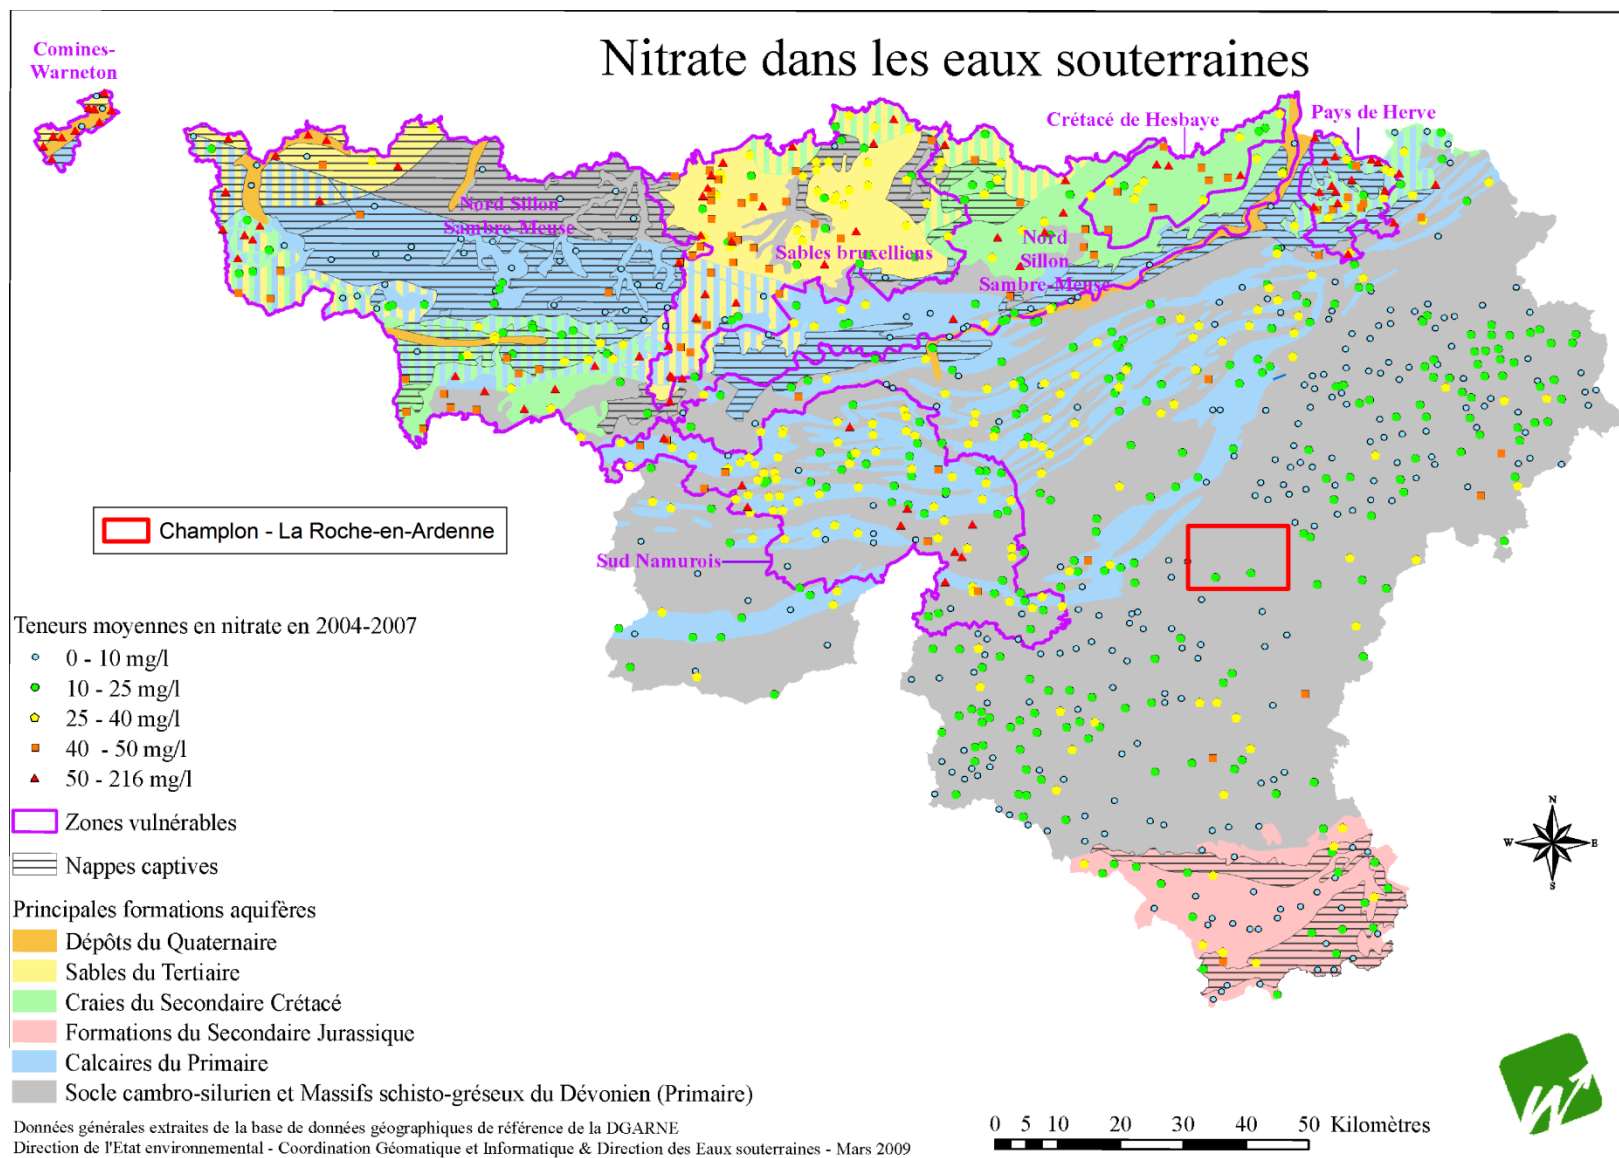 Nitrate dans les eaux souterraines
Comines-
Warneton
Crétacé de Hesbaye
Pays de Herve
Nord Sillon
Sambre-Meuse
Sables bruxelliens
Nord
Sillon
Sambre-Meuse
Champlon - La Roche-en-Ardenne
Sud Namurois
Teneurs moyennes en nitrate en 2004-2007
0 - 10 mg/l
10 - 25 mg/l
25 - 40 mg/l
40 - 50 mg/l
50 - 216 mg/l
Zones vulnérables
Nappes captives
Principales formations aquifères
Dépôts du Quaternaire
Sables du Tertiaire
Craies du Secondaire Crétacé
Formations du Secondaire Jurassique
Calcaires du Primaire
Socle cambro-silurien et Massifs schisto-gréseux du Dévonien (Primaire)
N
W
E
S
W
Données générales extraites de la base de données géographiques de référence de la DGARNE
Direction de l'Etat environnemental - Coordination Géomatique et Informatique & Direction des Eaux souterraines - Mars 2009
0 5 10 20 30 40 50 Kilomètres